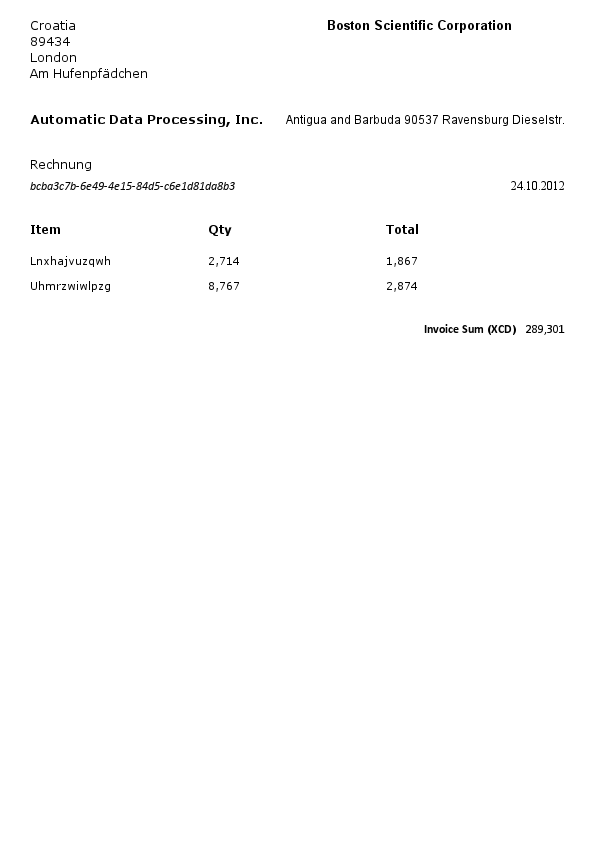 Croatia
89434
London
Am Hufenpfädchen
Boston Scientific Corporation
Automatic Data Processing, Inc. Antigua and Barbuda 90537 Ravensburg Dieselstr.
Rechnung
bcba3c7b-6e49-4e15-84d5-c6e1d81da8b3 24.10.2012
Item Qty Total
Lnxhajvuzqwh 2,714 1,867
Uhmrzwiwlpzg 8,767 2,874
Invoice Sum (XCD) 289,301